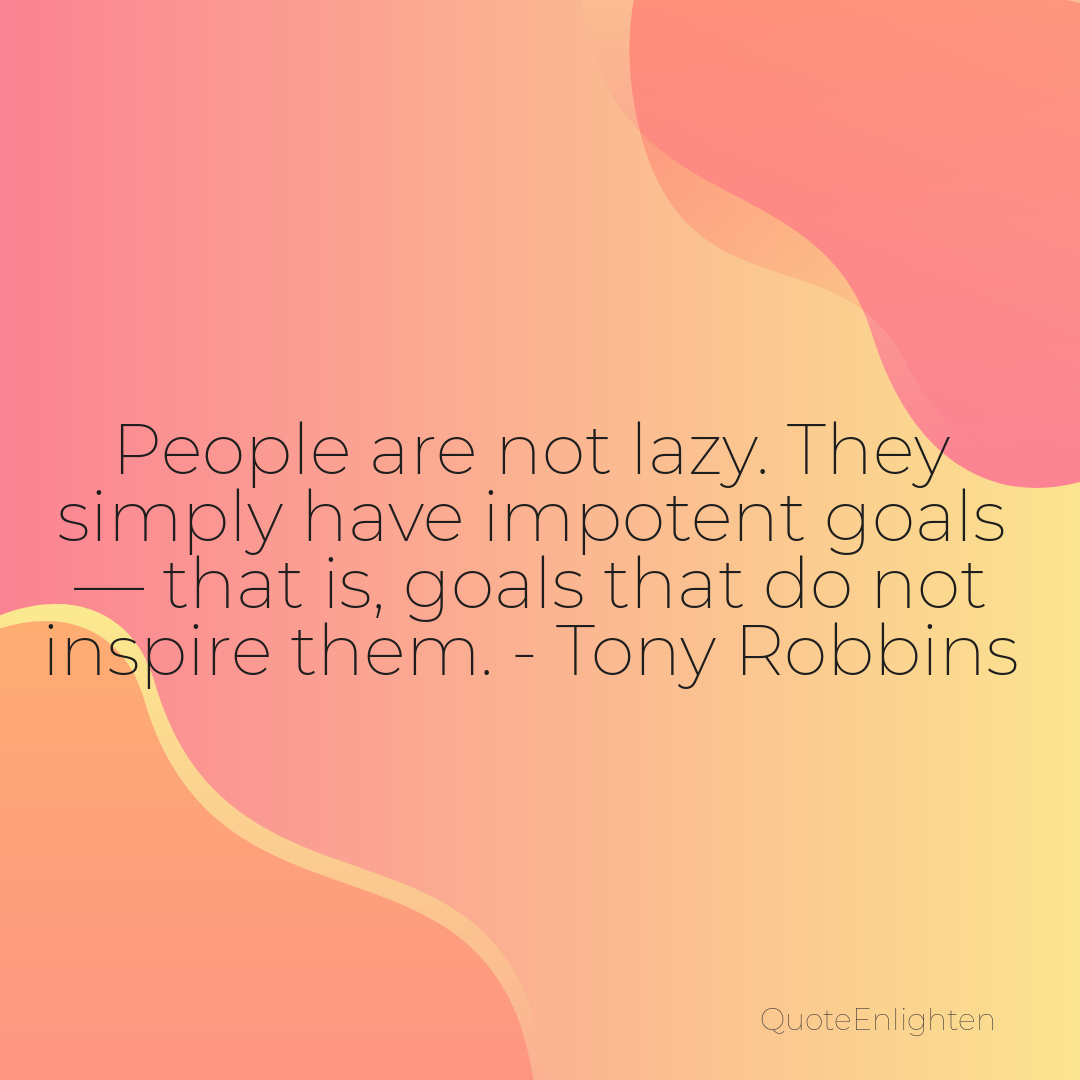 People are not lazy. They
simply have impotent goals
— that is, goals that do not
inspire them. - Tony Robbins
QuoteEnlighten